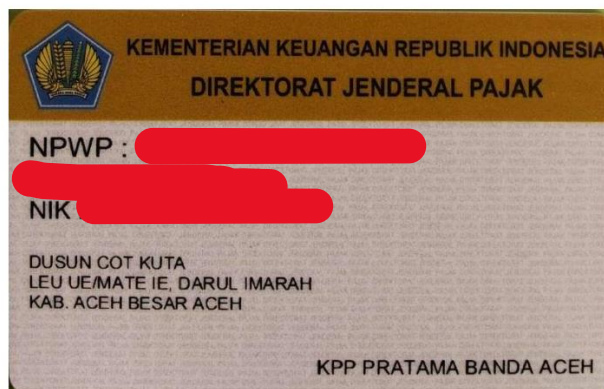 KEMENTERIAN KEUANGAN REPUBLIK INDONESIA
DIREKTORAT JENDERAL PAJAK
NPWP :
NIK
DUSUN COT KUTA
LEU UE/MATE IE, DARUL IMARAH
KAB. ACEH BESAR ACEH
KPP PRATAMA BANDA ACEH